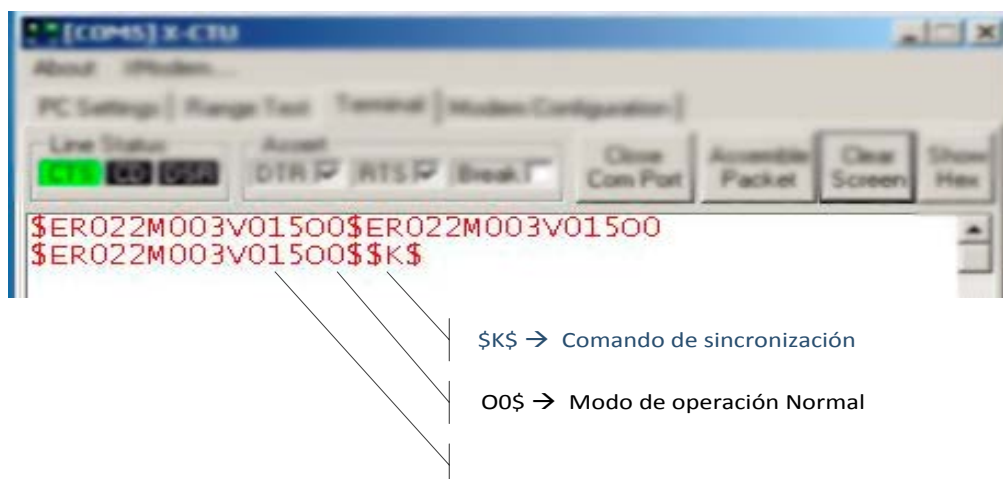 [COM5] X-CTU
About XModem...
PC Settings Range Test Terminal Modem Configuration
Line Status Assert
CTS CD DSR DTR RTS Break Close Com Port Assemble Packet Clear Screen Show Hex
$ER022M003V015O0$ER022M003V015O0
$ER022M003V015O0$$K$
$K$ → Comando de sincronización
O0$ → Modo de operación Normal